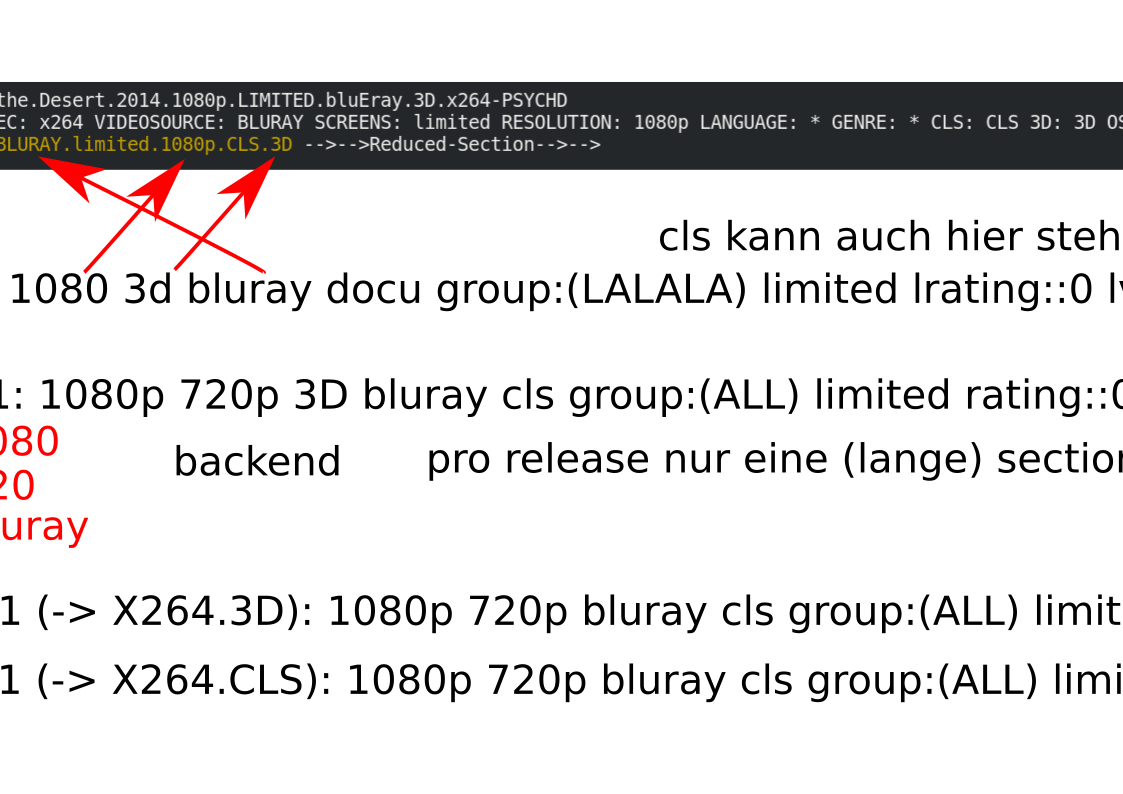 the.Desert.2014.1080p.LIMITED.bluEray.3D.x264-PSYCHD
EC: x264 VIDEOSOURCE: BLURAY SCREENS: limited RESOLUTION: 1080p LANGUAGE: * GENRE: * CLS: CLS 3D: 3D OS
BLURAY.limited.1080p.CLS.3D -->-->Reduced-Section-->-->
cls kann auch hier steh
1080 3d bluray docu group:(LALALA) limited lrating::0 lv
1: 1080p 720p 3D bluray cls group:(ALL) limited rating::0
080
backend pro release nur eine (lange) section
20
uray
1 (-> X264.3D): 1080p 720p bluray cls group:(ALL) limit
1 (-> X264.CLS): 1080p 720p bluray cls group:(ALL) limi